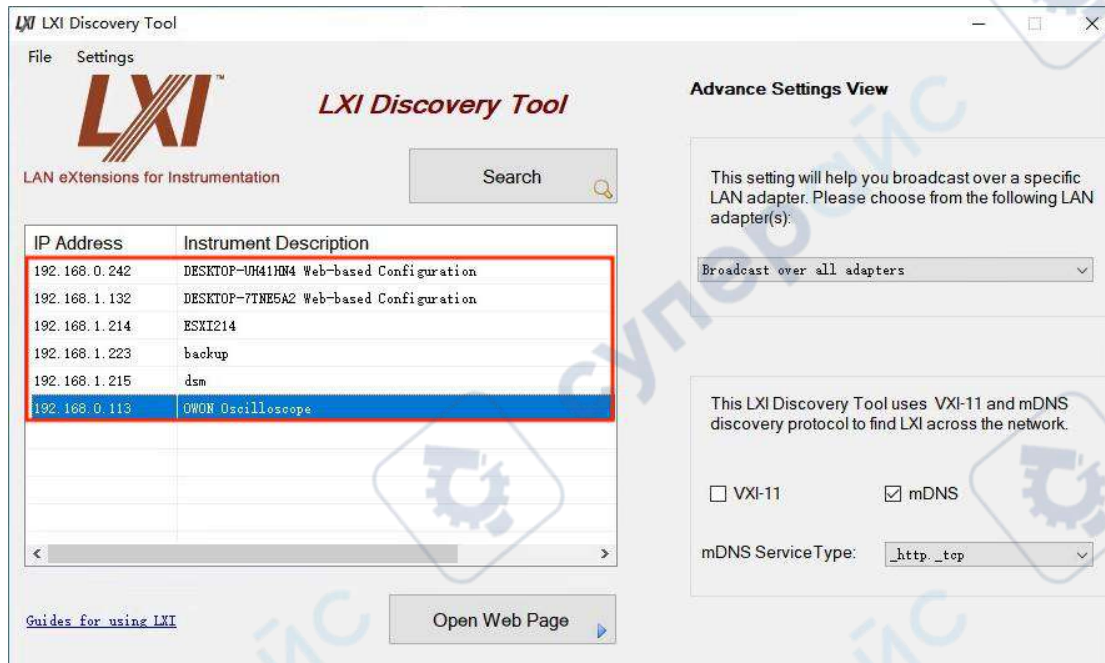 LXI LXI Discovery Tool
File Settings
LXI™
LAN eXtensions for Instrumentation
LXI Discovery Tool
Search
IP Address Instrument Description
192.168.0.242 DESKTOP-UH41HN4 Web-based Configuration
192.168.1.132 DESKTOP-7TNE5A2 Web-based Configuration
192.168.1.214 ESXI214
192.168.1.223 backup
192.168.1.215 dsm
192.168.0.113 OWON Oscilloscope
Guides for using LXI
Open Web Page
Advance Settings View
This setting will help you broadcast over a specific
LAN adapter. Please choose from the following LAN
adapter(s):
Broadcast over all adapters
This LXI Discovery Tool uses VXI-11 and mDNS
discovery protocol to find LXI across the network.
VXI-11 mDNS
mDNS ServiceType: _http._tcp
суперайс